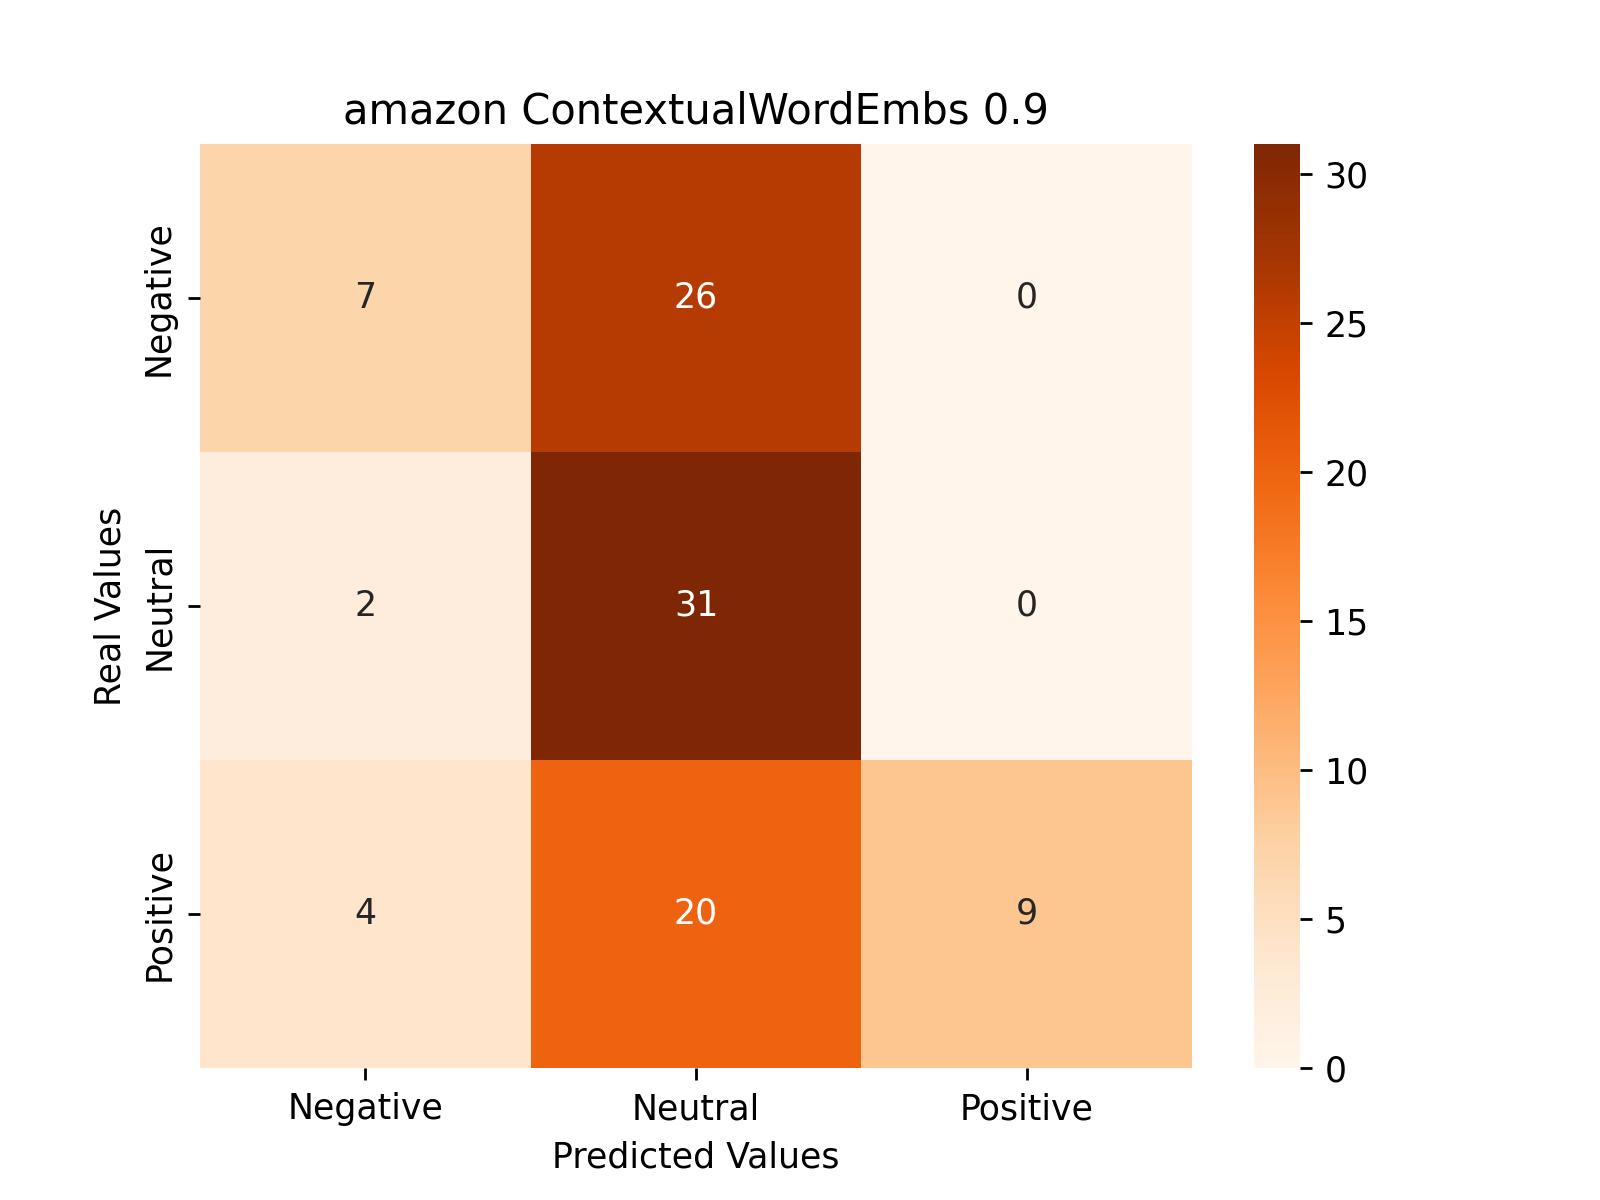 amazon ContextualWordEmbs 0.9
Real Values
Negative
7
26
0
Neutral
2
31
0
Positive
4
20
9
Negative
Neutral
Positive
Predicted Values
30
25
20
15
10
5
0